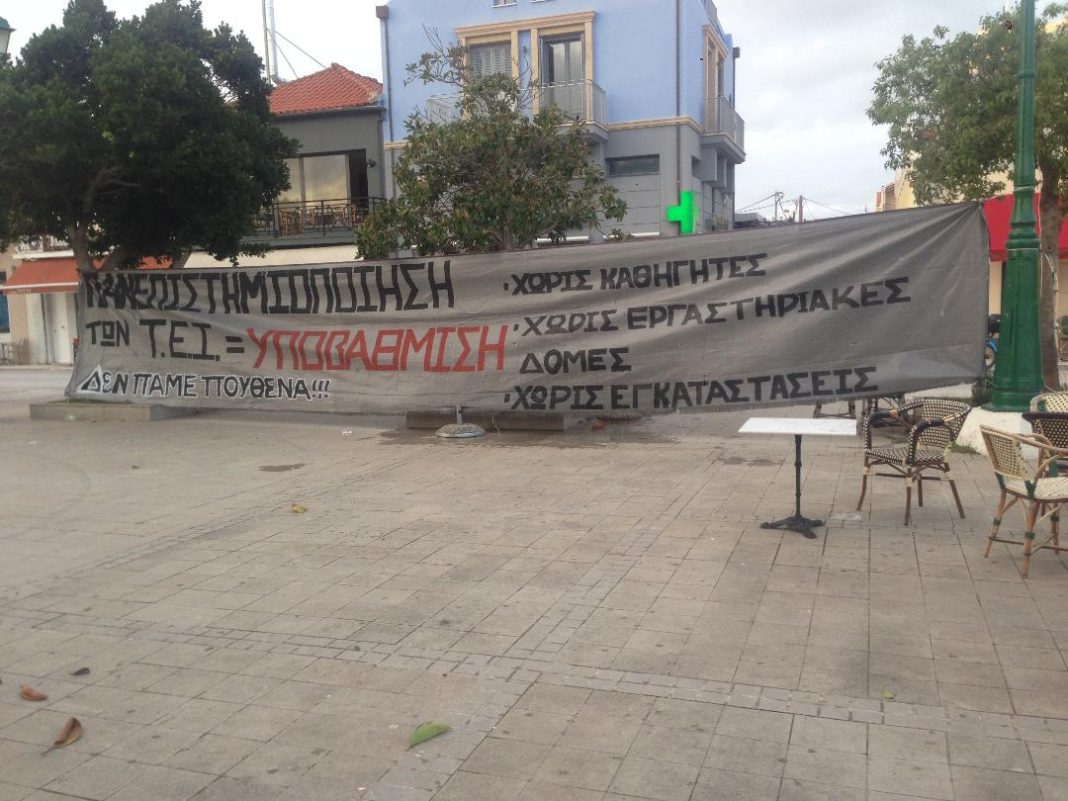 ΠΑΝΕΠΙΣΤΗΜΙΟΠΟΙΗΣΗ
ΤΩΝ Τ.Ε.Ι. = ΥΠΟΒΑΘΜΙΣΗ
ΔΕΝ ΠΑΜΕ ΠΟΥΘΕΝΑ!!!
·ΧΩΡΙΣ ΚΑΘΗΓΗΤΕΣ
·ΧΩΡΙΣ ΕΡΓΑΣΤΗΡΙΑΚΕΣ
ΔΟΜΕΣ
·ΧΩΡΙΣ ΕΓΚΑΤΑΣΤΑΣΕΙΣ